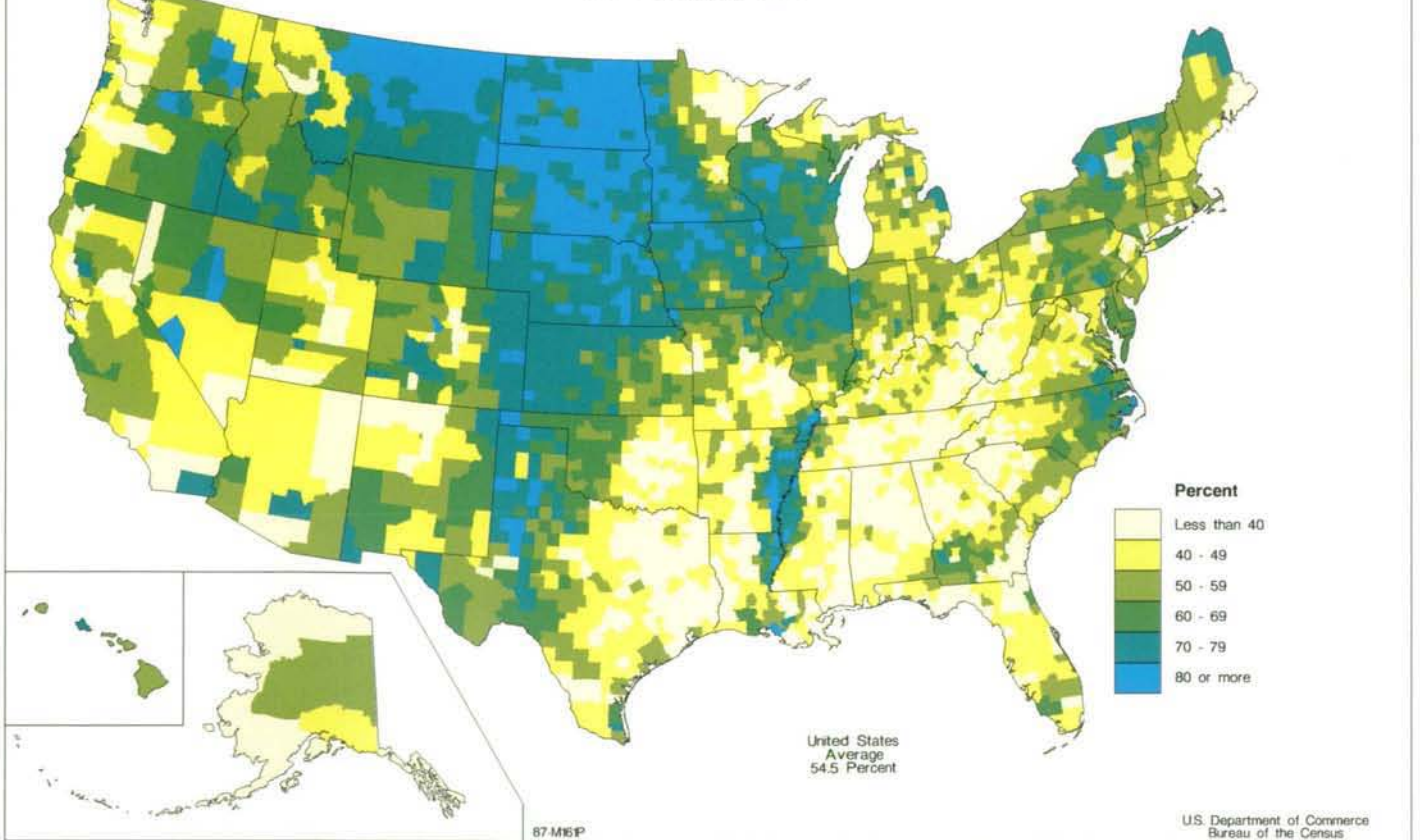 Percent
Less than 40
40 - 49
50 - 59
60 - 69
70 - 79
80 or more
United States
Average
54.5 Percent
87-M161P
U.S. Department of Commerce
Bureau of the Census